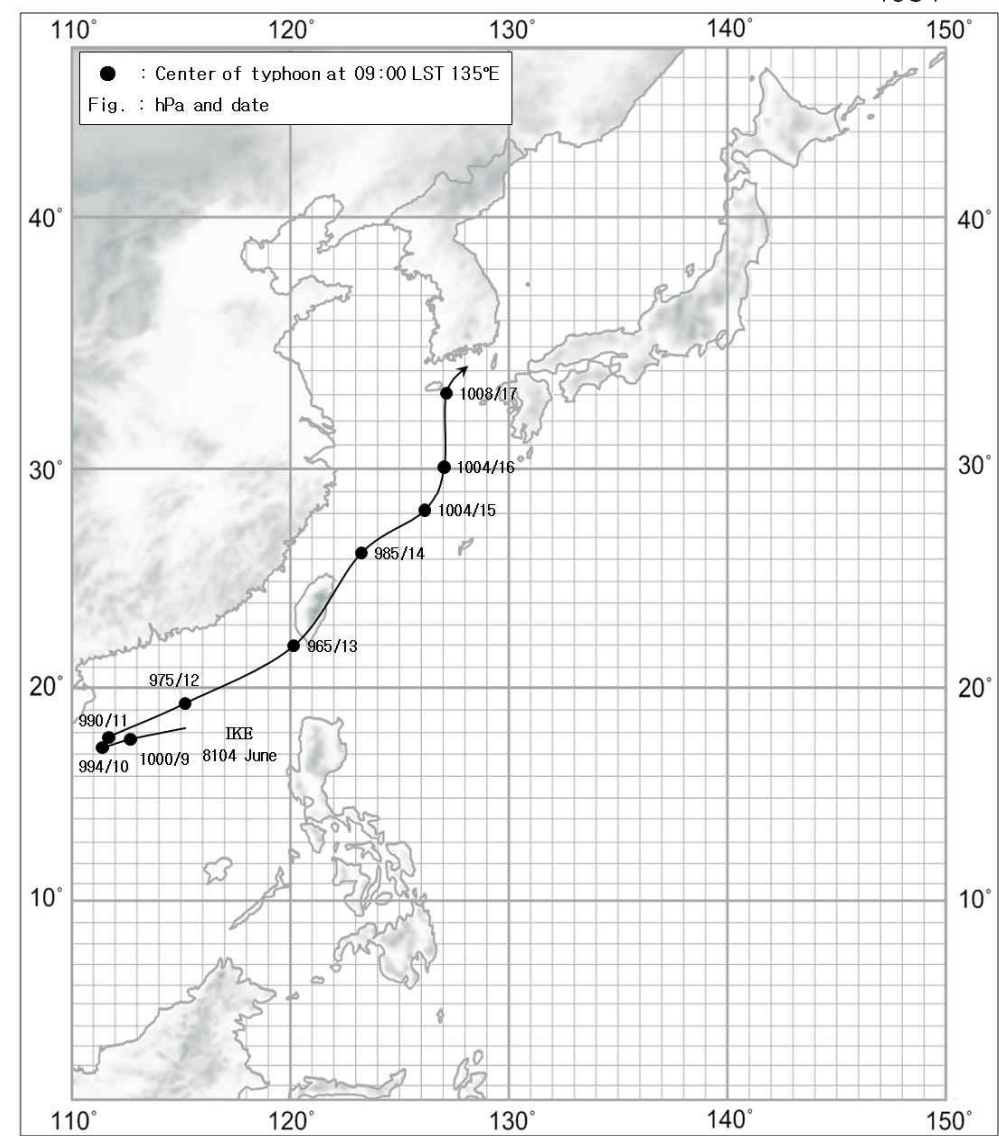 110° 120° 130° 140° 150°
● : Center of typhoon at 09:00 LST 135°E
Fig. : hPa and date
40° 40°
1008/17
30° 1004/16 30°
1004/15
985/14
965/13
975/12
20° 20°
990/11
IKE
994/10 1000/9 8104 June
10° 10°
110° 120° 130° 140° 150°